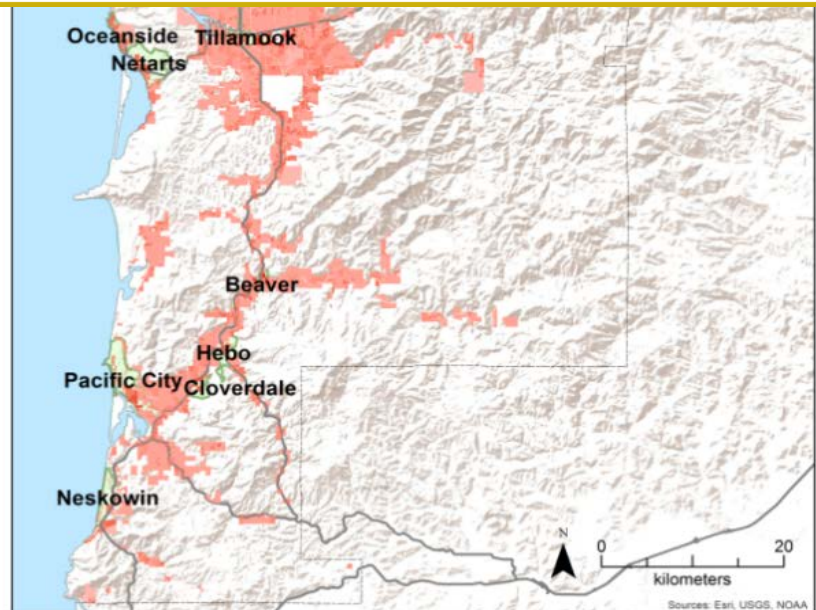 Oceanside
Tillamook
Netarts
Beaver
Hebo
Pacific City
Cloverdale
Neskowin
N
0
20
kilometers
Sources: Esri, USGS, NOAA